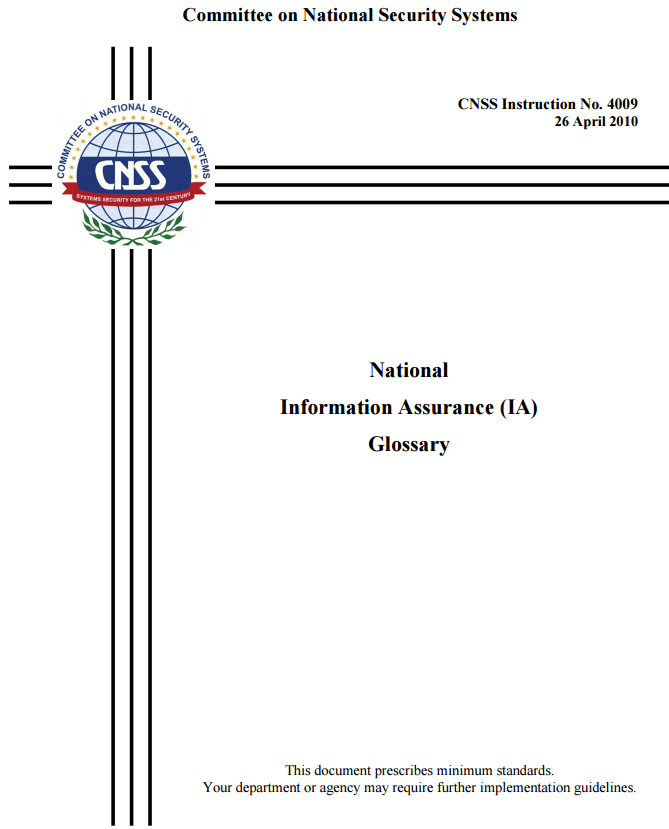 Committee on National Security Systems
CNSS Instruction No. 4009
26 April 2010
COMMITTEE ON NATIONAL SECURITY SYSTEMS
CNSS
SYSTEMS SECURITY FOR THE 21st CENTURY
National
Information Assurance (IA)
Glossary
This document prescribes minimum standards.
Your department or agency may require further implementation guidelines.